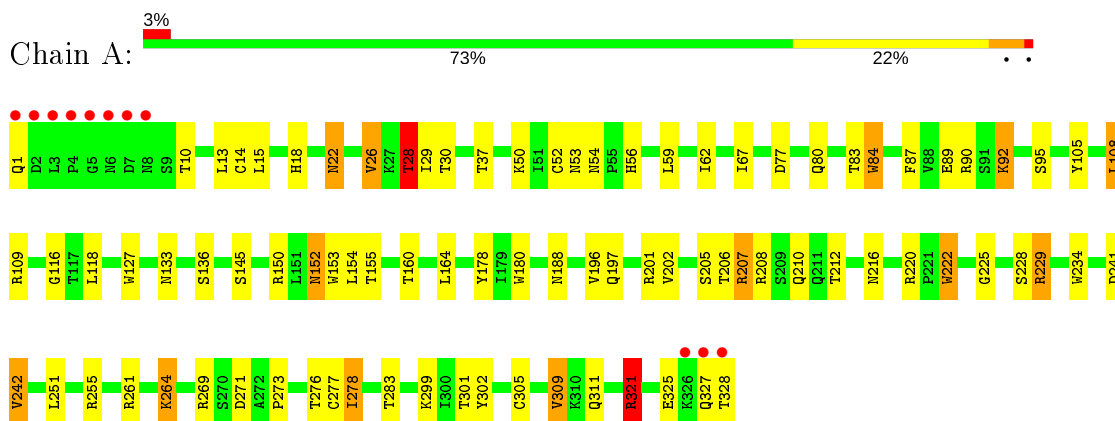 3%
Chain A:
73% 22% • •
Q1 D2 L3 P4 G5 N6 D7 N8 S9 T10 L13 C14 L15 H18 N22 V26 K27 T28 I29 T30 T37 K50 I51 C52 N53 N54 P55 H56 L59 I62 I67 D77 Q80 T83 W84 F87 V88 E89 R90 S91 K92 S95 Y105 L108
R109 G116 T117 L118 W127 N133 S136 S145 R150 L151 N152 W153 L154 T155 T160 L164 Y178 I179 W180 N188 V196 Q197 R201 V202 S205 T206 R207 R208 S209 Q210 Q211 T212 N216 R220 P221 W222 G225 S228 R229 W234
V242 L251 R255 R261 K264 R269 S270 D271 A272 P273 T276 C277 I278 T283 K299 I300 T301 Y302 C305 V309 K310 Q311 R321 E325 K326 Q327 T328